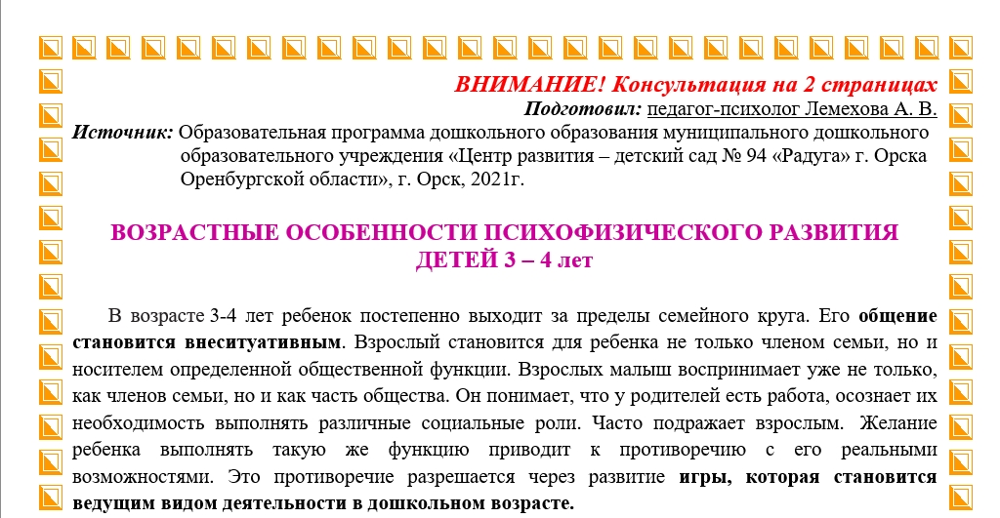 ВНИМАНИЕ! Консультация на 2 страницах
Подготовил: педагог-психолог Лемехова А. В.
Источник: Образовательная программа дошкольного образования муниципального дошкольного
образовательного учреждения «Центр развития – детский сад № 94 «Радуга» г. Орска
Оренбургской области», г. Орск, 2021г.
ВОЗРАСТНЫЕ ОСОБЕННОСТИ ПСИХОФИЗИЧЕСКОГО РАЗВИТИЯ
ДЕТЕЙ 3 – 4 лет
В возрасте 3-4 лет ребенок постепенно выходит за пределы семейного круга. Его общение
становится внеситуативным. Взрослый становится для ребенка не только членом семьи, но и
носителем определенной общественной функции. Взрослых малыш воспринимает уже не только,
как членов семьи, но и как часть общества. Он понимает, что у родителей есть работа, осознает их
необходимость выполнять различные социальные роли. Часто подражает взрослым. Желание
ребенка выполнять такую же функцию приводит к противоречию с его реальными
возможностями. Это противоречие разрешается через развитие игры, которая становится
ведущим видом деятельности в дошкольном возрасте.